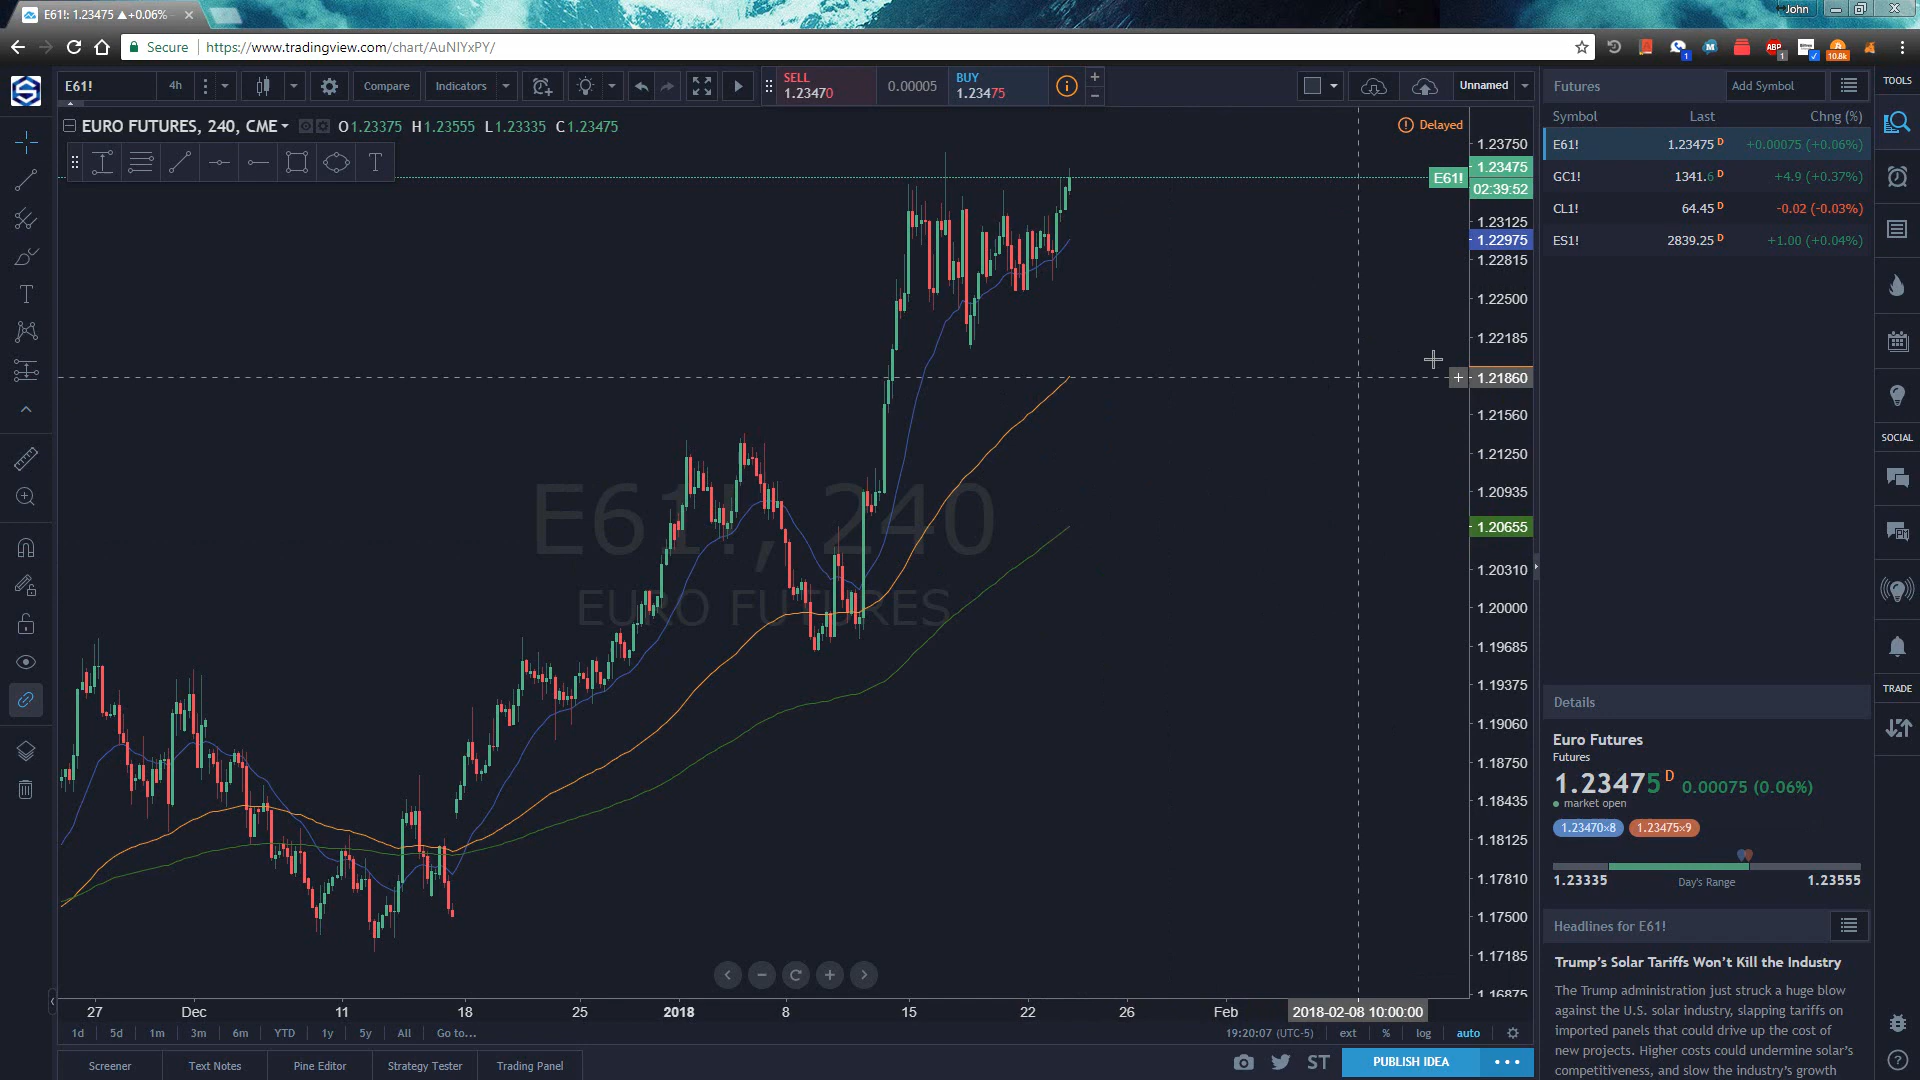 E61!: 1.23475 ▲+0.06%
John
Secure
https://www.tradingview.com/chart/AuNIYxPY/
ABP
10.8k
E61!
4h
Compare
Indicators
SELL
1.23470
0.00005
BUY
1.23475
Unnamed
Futures
Add Symbol
TOOLS
EURO FUTURES, 240, CME
O1.23375 H1.23555 L1.23335 C1.23475
Delayed
Symbol Last Chng (%)
E61! 1.23475 D +0.00075 (+0.06%)
GC1! 1341.6 D +4.9 (+0.37%)
CL1! 64.45 D -0.02 (-0.03%)
ES1! 2839.25 D +1.00 (+0.04%)
1.23750
E61! 1.23475
02:39:52
1.23125
1.22975
1.22815
1.22500
1.22185
1.21860
1.21560
1.21250
1.20935
1.20655
1.20310
1.20000
1.19685
1.19375
1.19060
1.18750
1.18435
1.18125
1.17810
1.17500
1.17185
1.16875
E61!, 240
EURO FUTURES
SOCIAL
TRADE
Details
Euro Futures
Futures
1.23475 D 0.00075 (0.06%)
market open
1.23470×8 1.23475×9
1.23335 Day's Range 1.23555
Headlines for E61!
Trump's Solar Tariffs Won't Kill the Industry
The Trump administration just struck a huge blow
against the U.S. solar industry, slapping tariffs on
imported panels that could drive up the cost of
new projects. Higher costs could undermine solar's
competitiveness, and slow the industry's growth
27 Dec 11 18 25 2018 8 15 22 26 Feb 2018-02-08 10:00:00
1d 5d 1m 3m 6m YTD 1y 5y All Go to...
19:20:07 (UTC-5) ext % log auto
Screener Text Notes Pine Editor Strategy Tester Trading Panel
ST
PUBLISH IDEA